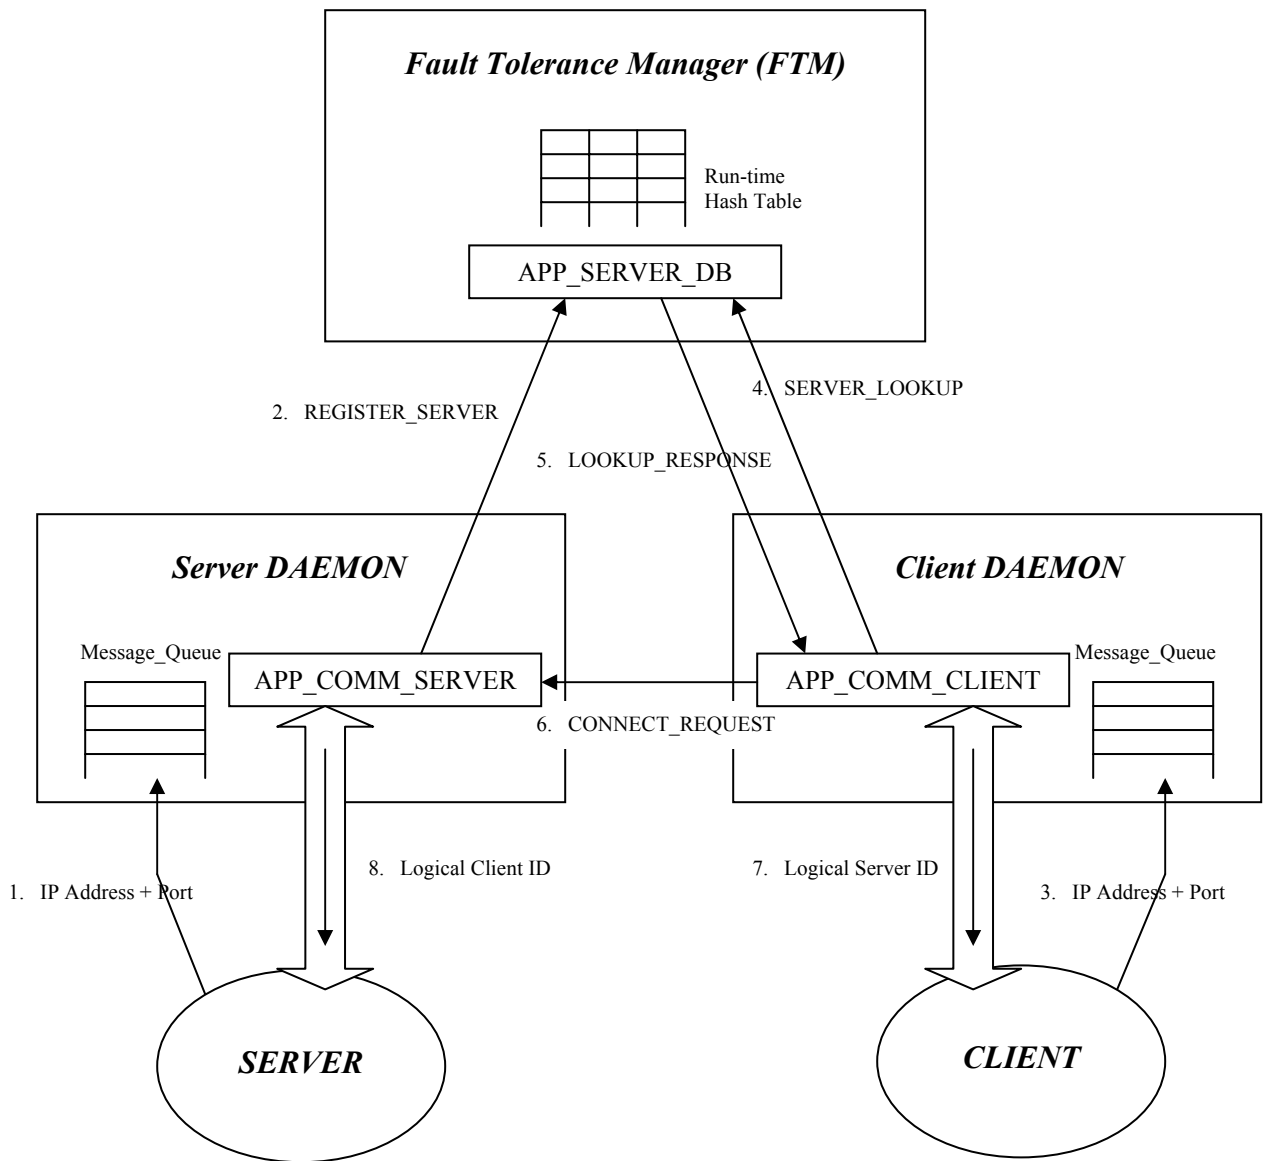 Fault Tolerance Manager (FTM)
Run-time
Hash Table
APP_SERVER_DB
4. SERVER_LOOKUP
2. REGISTER_SERVER
5. LOOKUP_RESPONSE
Server DAEMON
Client DAEMON
Message_Queue
APP_COMM_SERVER
APP_COMM_CLIENT
Message_Queue
6. CONNECT_REQUEST
8. Logical Client ID
7. Logical Server ID
1. IP Address + Port
3. IP Address + Port
SERVER
CLIENT